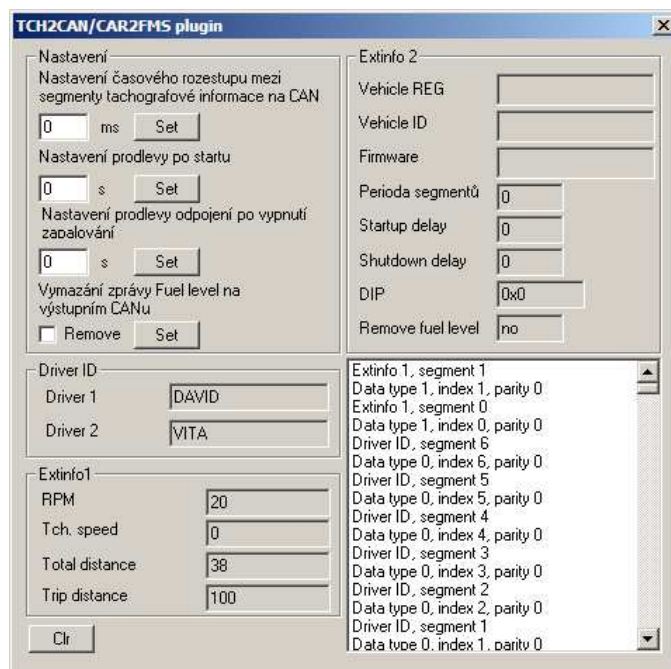 TCH2CAN/CAR2FMS plugin
Nastavení
Nastavení časového rozestupu mezi
segmenty tachografové informace na CAN
0 ms Set
Nastavení prodlevy po startu
0 s Set
Nastavení prodlevy odpojení po vypnutí
zapalování
0 s Set
Vymazání zprávy Fuel level na
výstupním CANu
Remove Set
Driver ID
Driver 1 DAVID
Driver 2 VITA
Extinfo1
RPM 20
Tch. speed 0
Total distance 38
Trip distance 100
Clr
Extinfo 2
Vehicle REG
Vehicle ID
Firmware
Perioda segmentů 0
Startup delay 0
Shutdown delay 0
DIP 0x0
Remove fuel level no
Extinfo 1, segment 1
Data type 1, index 1, parity 0
Extinfo 1, segment 0
Data type 1, index 0, parity 0
Driver ID, segment 6
Data type 0, index 6, parity 0
Driver ID, segment 5
Data type 0, index 5, parity 0
Driver ID, segment 4
Data type 0, index 4, parity 0
Driver ID, segment 3
Data type 0, index 3, parity 0
Driver ID, segment 2
Data type 0, index 2, parity 0
Driver ID, segment 1
Data type 0, index 1, parity 0